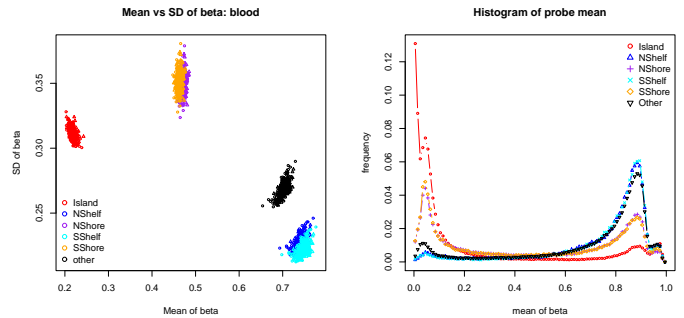 Mean vs SD of beta: blood
SD of beta
0.35
0.30
0.25
Island
NShelf
NShore
SShelf
SShore
other
0.2 0.3 0.4 0.5 0.6 0.7
Mean of beta
Histogram of probe mean
frequency
0.12
0.10
0.08
0.06
0.04
0.02
0.00
Island
NShelf
NShore
SShelf
SShore
Other
0.0 0.2 0.4 0.6 0.8 1.0
mean of beta